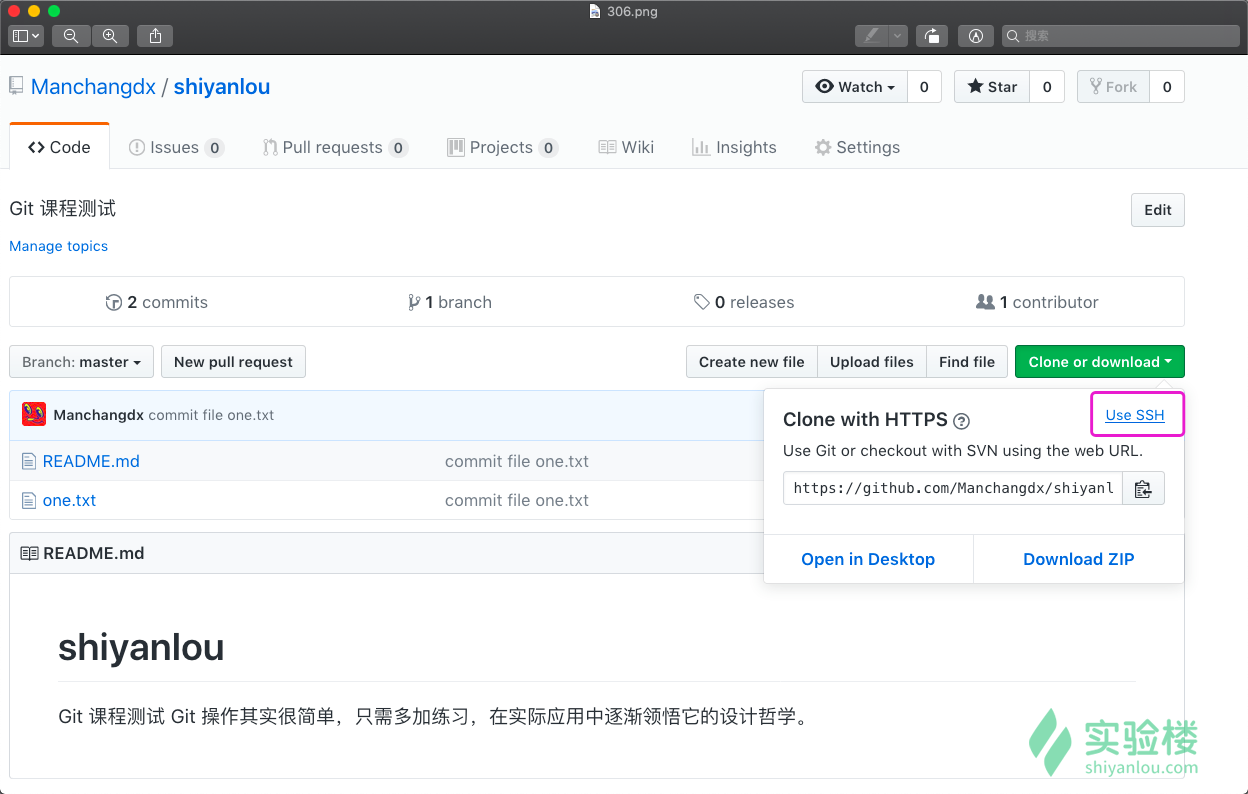 306.png
搜索
Manchangdx / shiyanlou
Watch 0 Star 0 Fork 0
Code Issues 0 Pull requests 0 Projects 0 Wiki Insights Settings
Git 课程测试 Edit
Manage topics
2 commits 1 branch 0 releases 1 contributor
Branch: master New pull request Create new file Upload files Find file Clone or download
Manchangdx commit file one.txt
Clone with HTTPS Use SSH
Use Git or checkout with SVN using the web URL.
README.md commit file one.txt
https://github.com/Manchangdx/shiyanl
one.txt commit file one.txt
README.md
Open in Desktop Download ZIP
shiyanlou
Git 课程测试 Git 操作其实很简单，只需多加练习，在实际应用中逐渐领悟它的设计哲学。
实验楼
shiyanlou.com